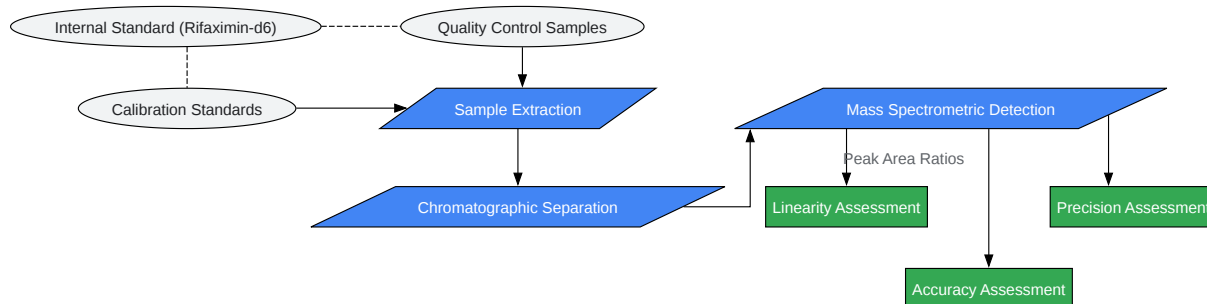 Internal Standard (Rifaximin-d6)
Quality Control Samples
Calibration Standards
Sample Extraction
Mass Spectrometric Detection
Peak Area Ratios
Chromatographic Separation
Linearity Assessment
Precision Assessment
Accuracy Assessment